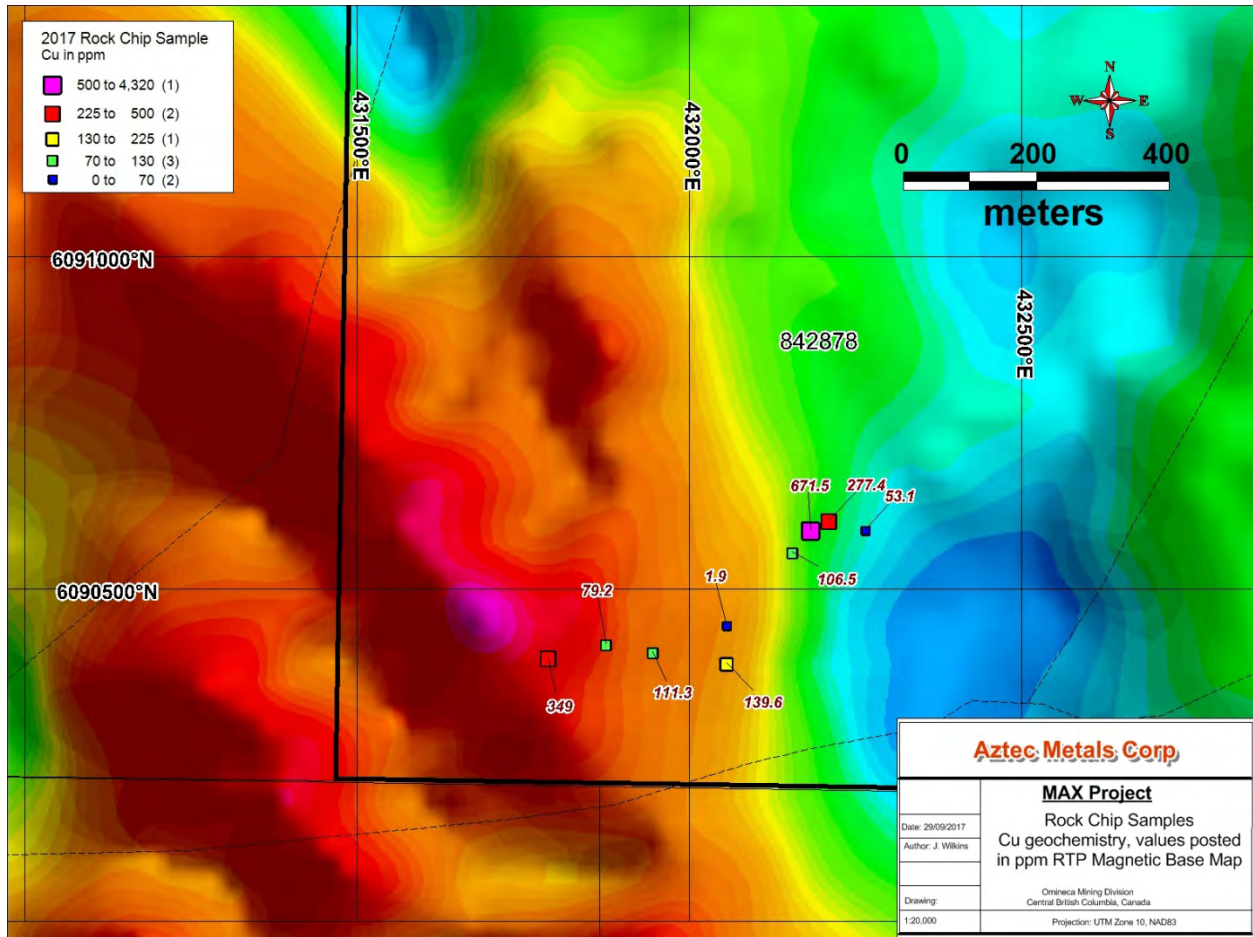 2017 Rock Chip Sample
Cu in ppm
500 to 4,320 (1)
225 to 500 (2)
130 to 225 (1)
70 to 130 (3)
0 to 70 (2)
431500°E
432000°E
N
W E
S
0 200 400
meters
6091000°N
432500°E
842878
671.5
277.4
53.1
106.5
6090500°N
79.2
1.9
349
111.3
139.6
Aztec Metals Corp
MAX Project
Rock Chip Samples
Cu geochemistry, values posted
in ppm RTP Magnetic Base Map
Date: 29/09/2017
Author: J. Wilkins
Omineca Mining Division
Central British Columbia, Canada
Drawing:
1:20,000
Projection: UTM Zone 10, NAD83